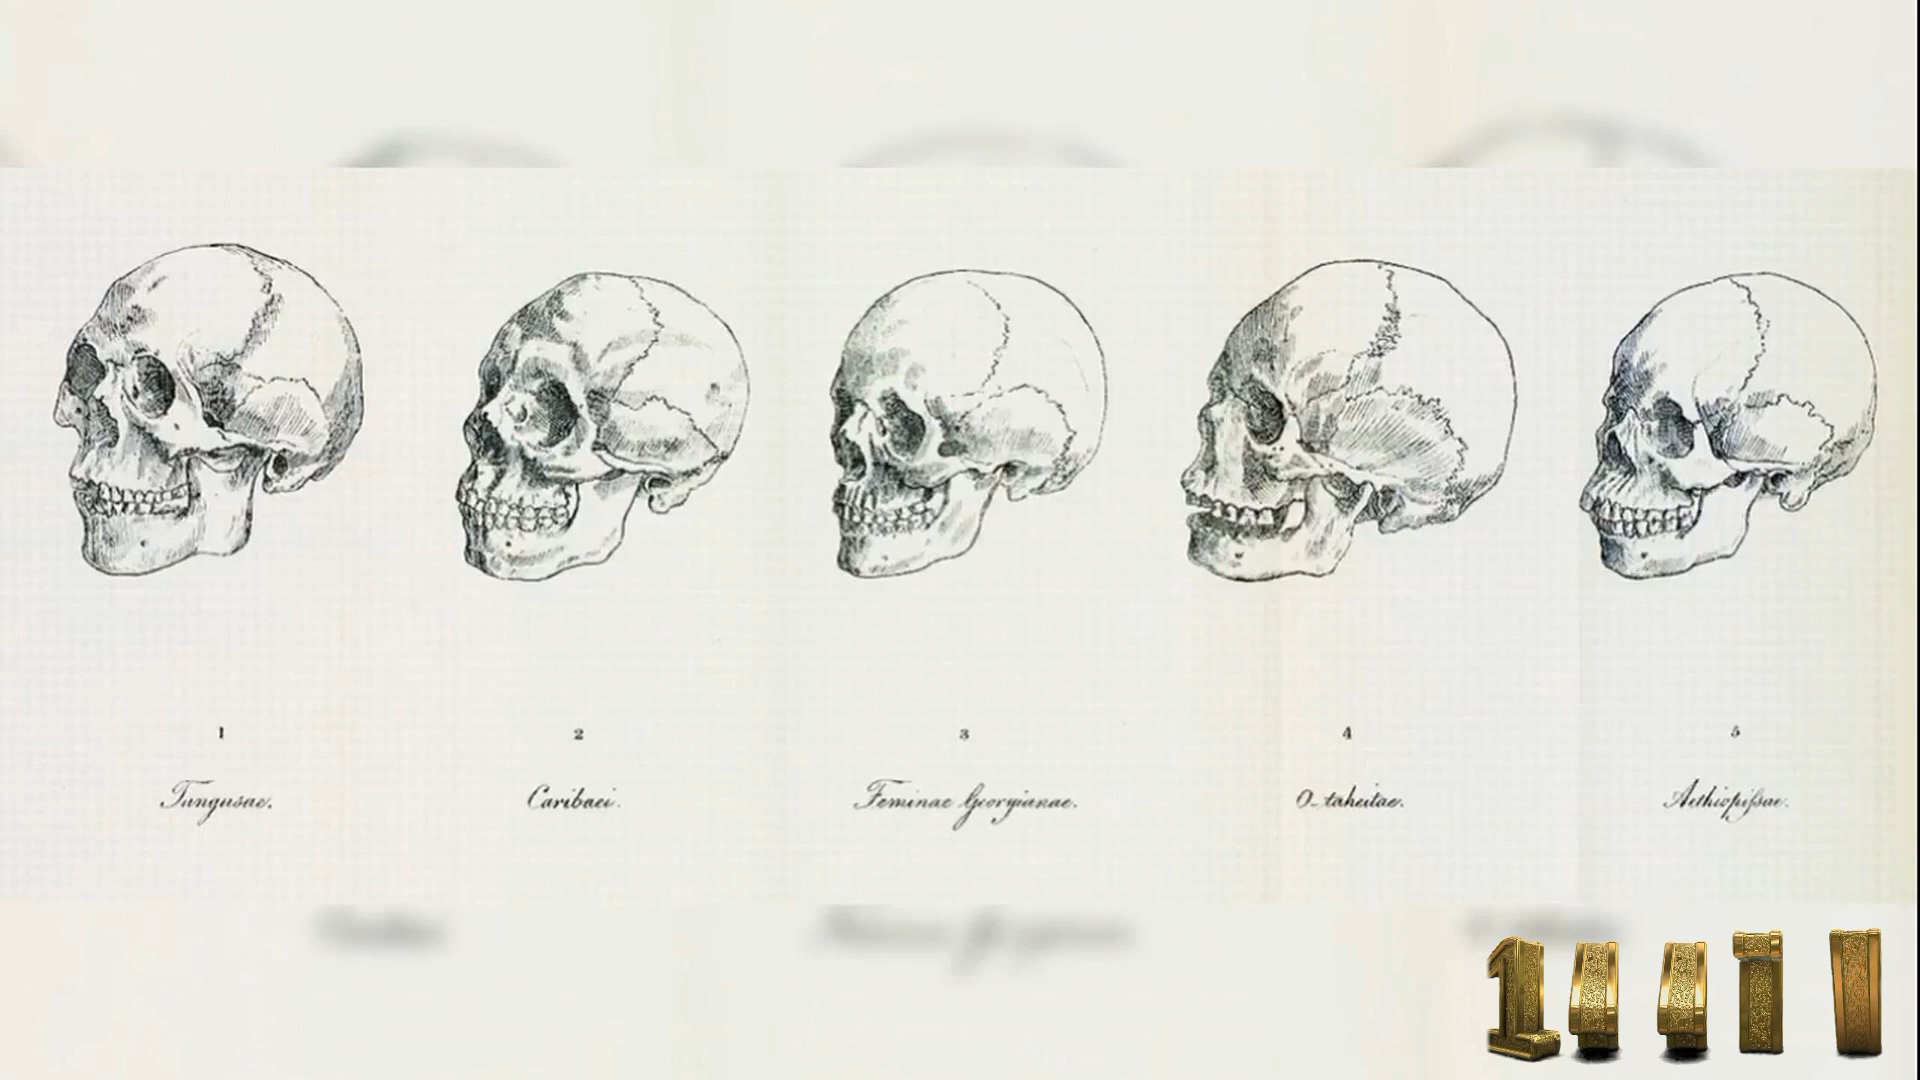 1
2
3
4
5
Tungusae.
Caribaei.
Feminae Georgianae.
O-taheitae.
Aethiopissae.